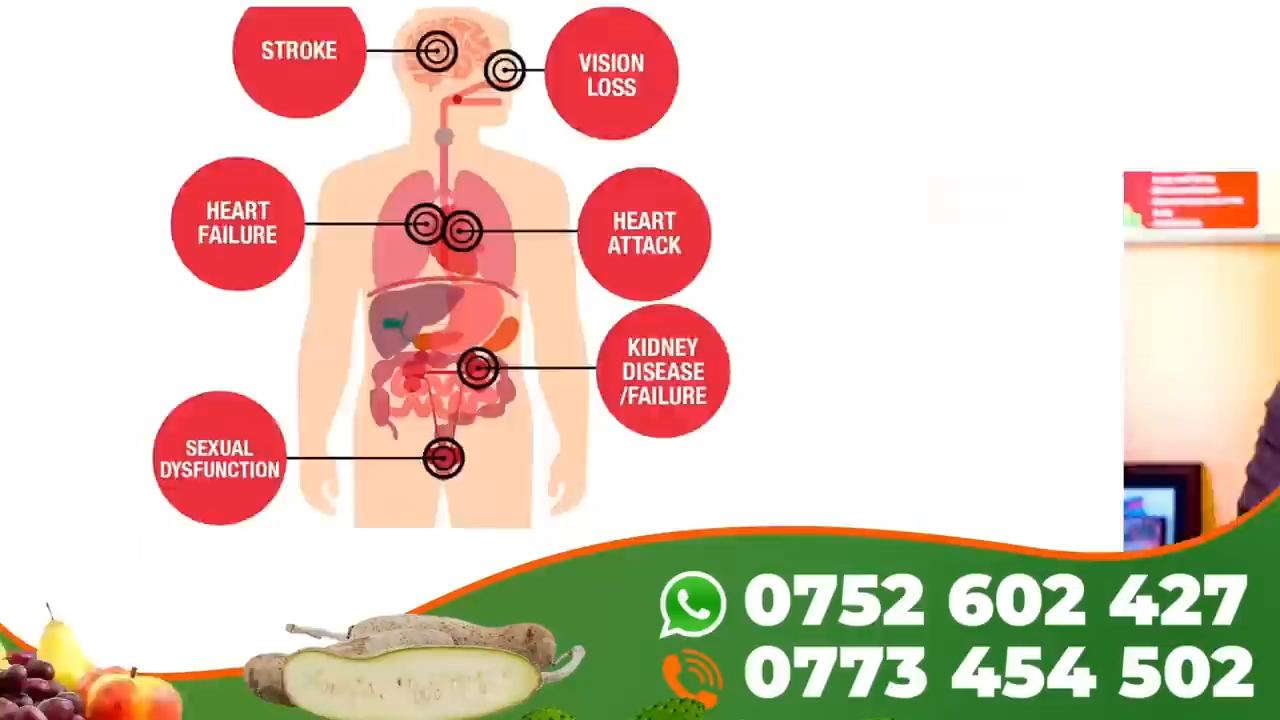 STROKE
VISION
LOSS
HEART
FAILURE
HEART
ATTACK
KIDNEY
DISEASE
/FAILURE
SEXUAL
DYSFUNCTION
0752 602 427
0773 454 502